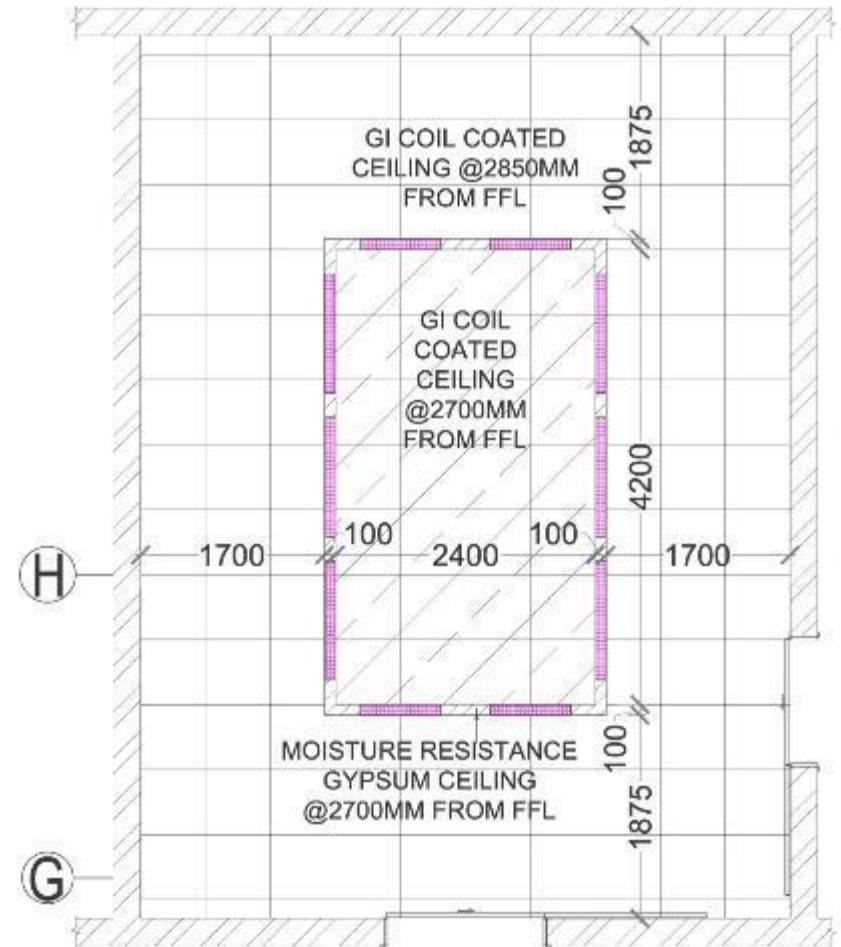 GI COIL COATED
CEILING @2850MM
FROM FFL
1875
100
GI COIL
COATED
CEILING
@2700MM
FROM FFL
4200
H
1700
100
2400
100
1700
MOISTURE RESISTANCE
GYPSUM CEILING
@2700MM FROM FFL
100
1875
G